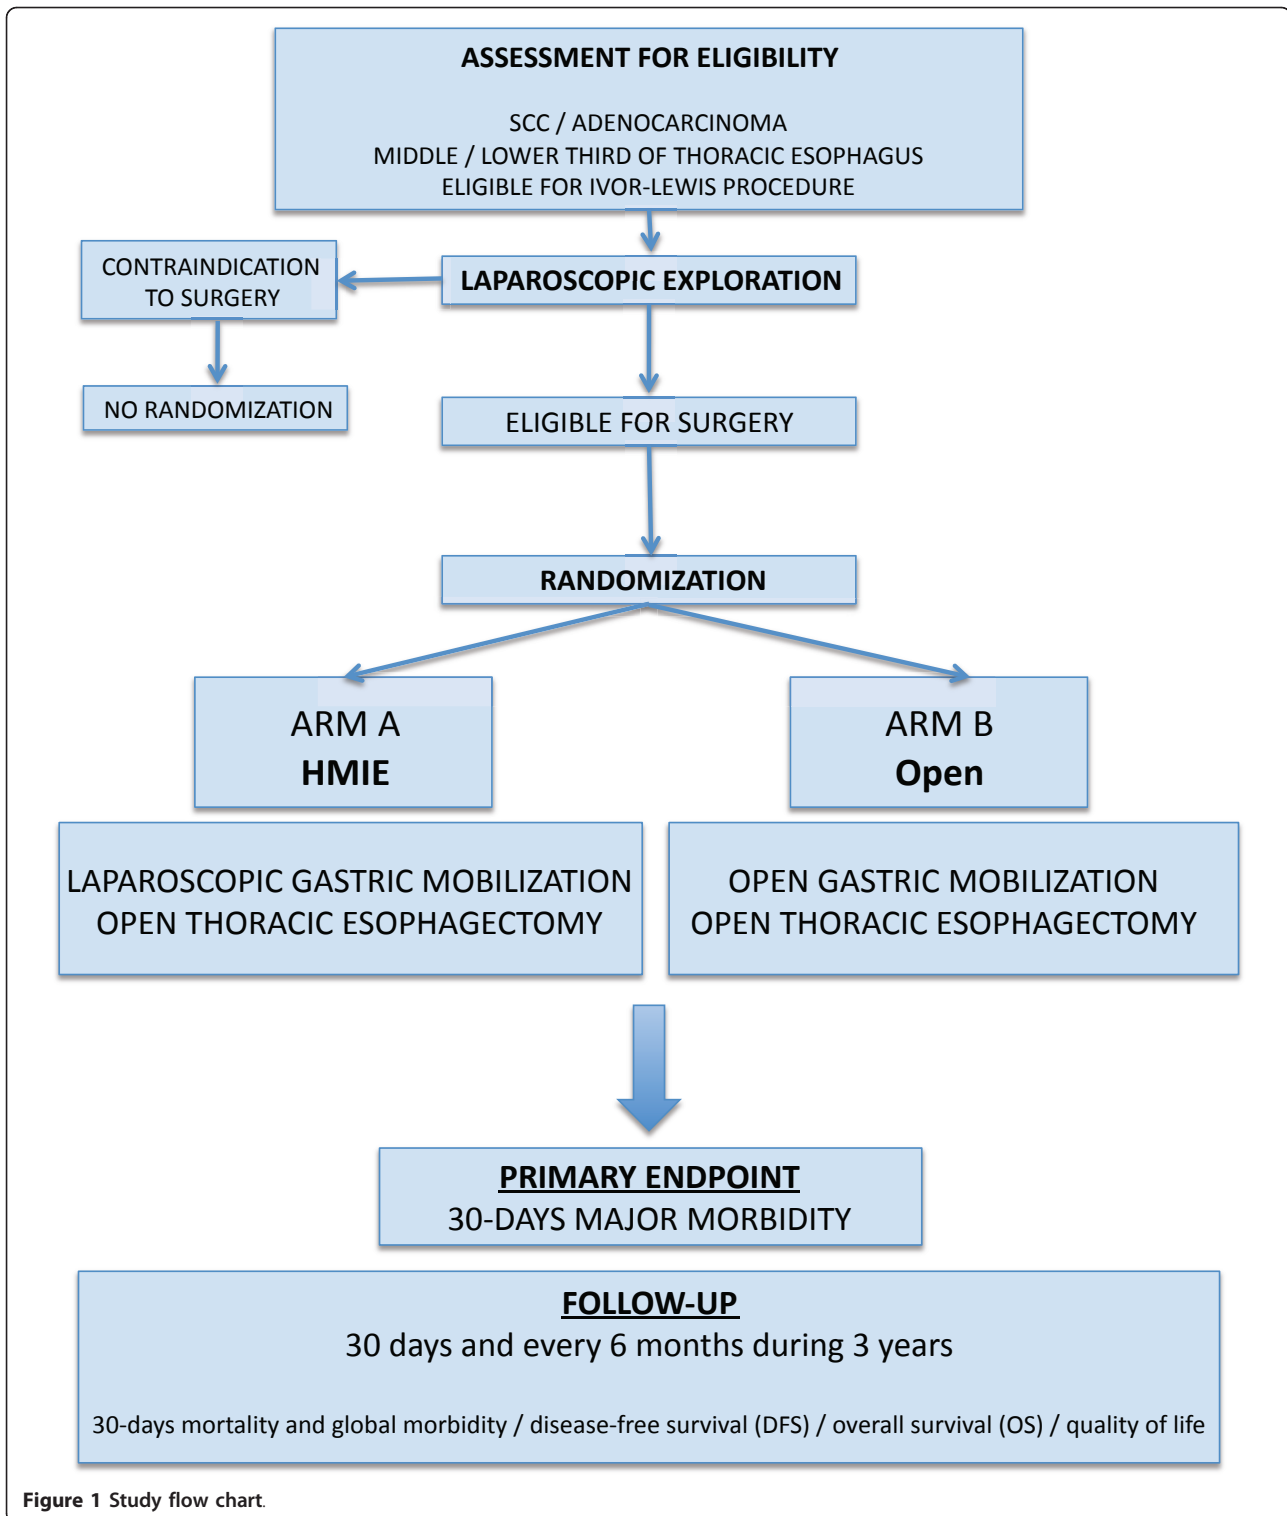 ASSESSMENT FOR ELIGIBILITY
SCC / ADENOCARCINOMA
MIDDLE / LOWER THIRD OF THORACIC ESOPHAGUS
ELIGIBLE FOR IVOR-LEWIS PROCEDURE
CONTRAINDICATION
TO SURGERY
LAPAROSCOPIC EXPLORATION
NO RANDOMIZATION
ELIGIBLE FOR SURGERY
RANDOMIZATION
ARM A
HMIE
ARM B
Open
LAPAROSCOPIC GASTRIC MOBILIZATION
OPEN THORACIC ESOPHAGECTOMY
OPEN GASTRIC MOBILIZATION
OPEN THORACIC ESOPHAGECTOMY
PRIMARY ENDPOINT
30-DAYS MAJOR MORBIDITY
FOLLOW-UP
30 days and every 6 months during 3 years
30-days mortality and global morbidity / disease-free survival (DFS) / overall survival (OS) / quality of life
Figure 1 Study flow chart.